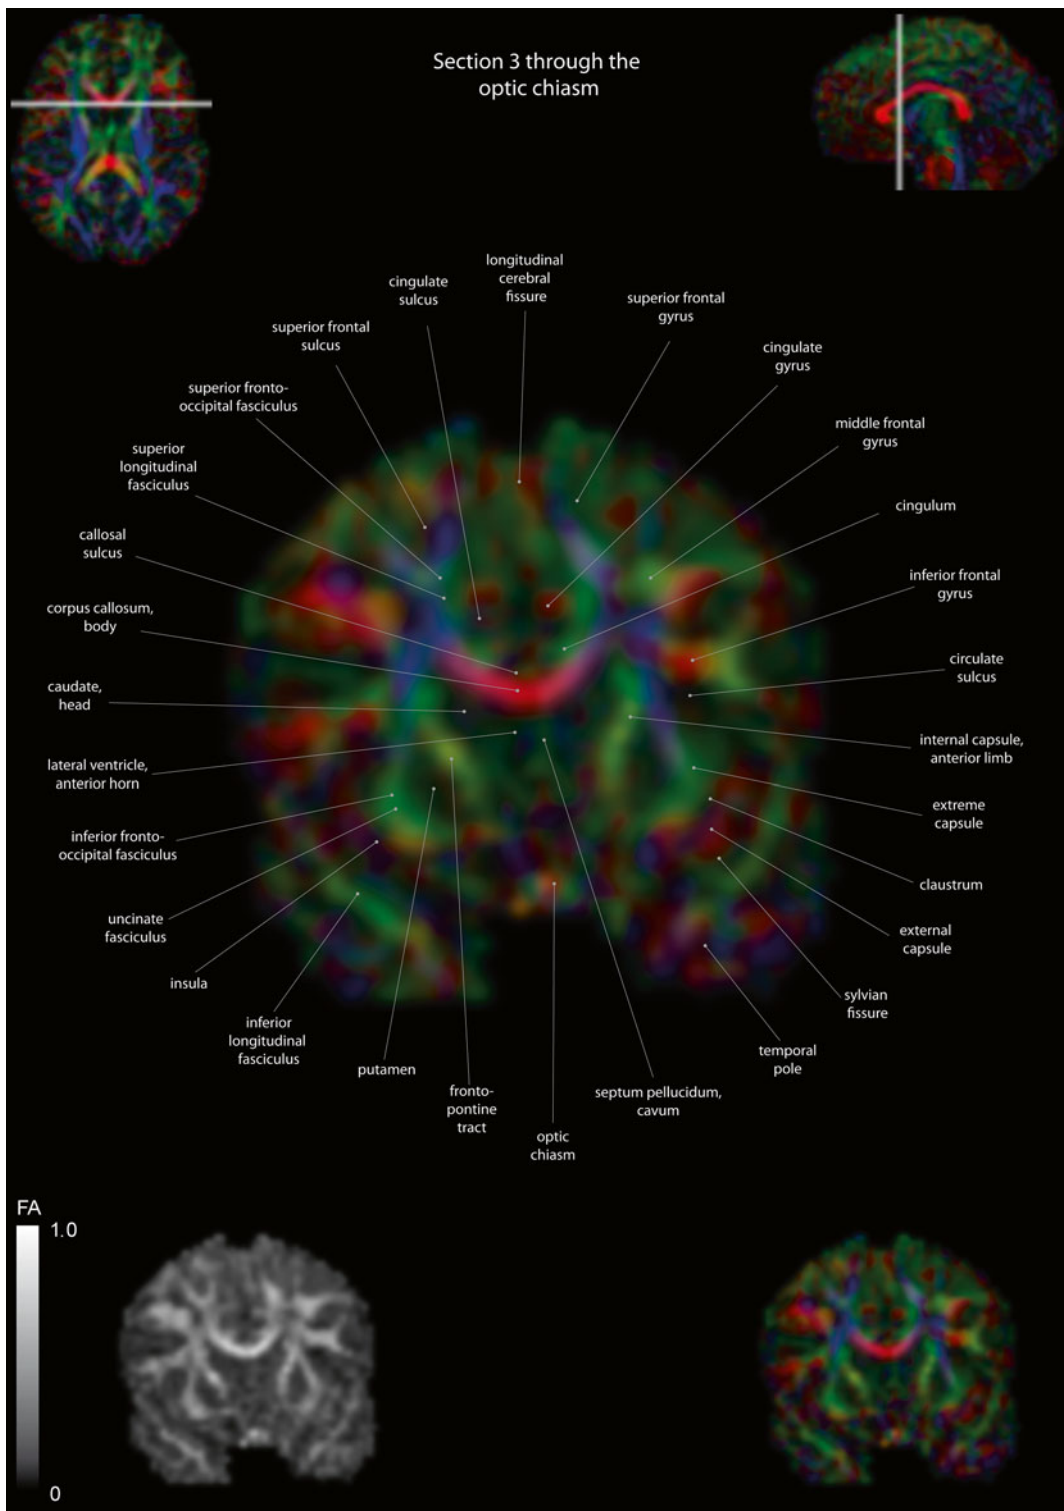 Section 3 through the
optic chiasm
longitudinal
cerebral
fissure
cingulate
sulcus
superior frontal
gyrus
superior frontal
sulcus
cingulate
gyrus
superior fronto-
occipital fasciculus
middle frontal
gyrus
superior
longitudinal
fasciculus
cingulum
callosal
sulcus
inferior frontal
gyrus
corpus callosum,
body
circulate
sulcus
caudate,
head
internal capsule,
anterior limb
lateral ventricle,
anterior horn
extreme
capsule
inferior fronto-
occipital fasciculus
claustrum
uncinate
fasciculus
external
capsule
insula
sylvian
fissure
inferior
longitudinal
fasciculus
temporal
pole
putamen
fronto-
pontine
tract
septum pellucidum,
cavum
optic
chiasm
FA
1.0
0